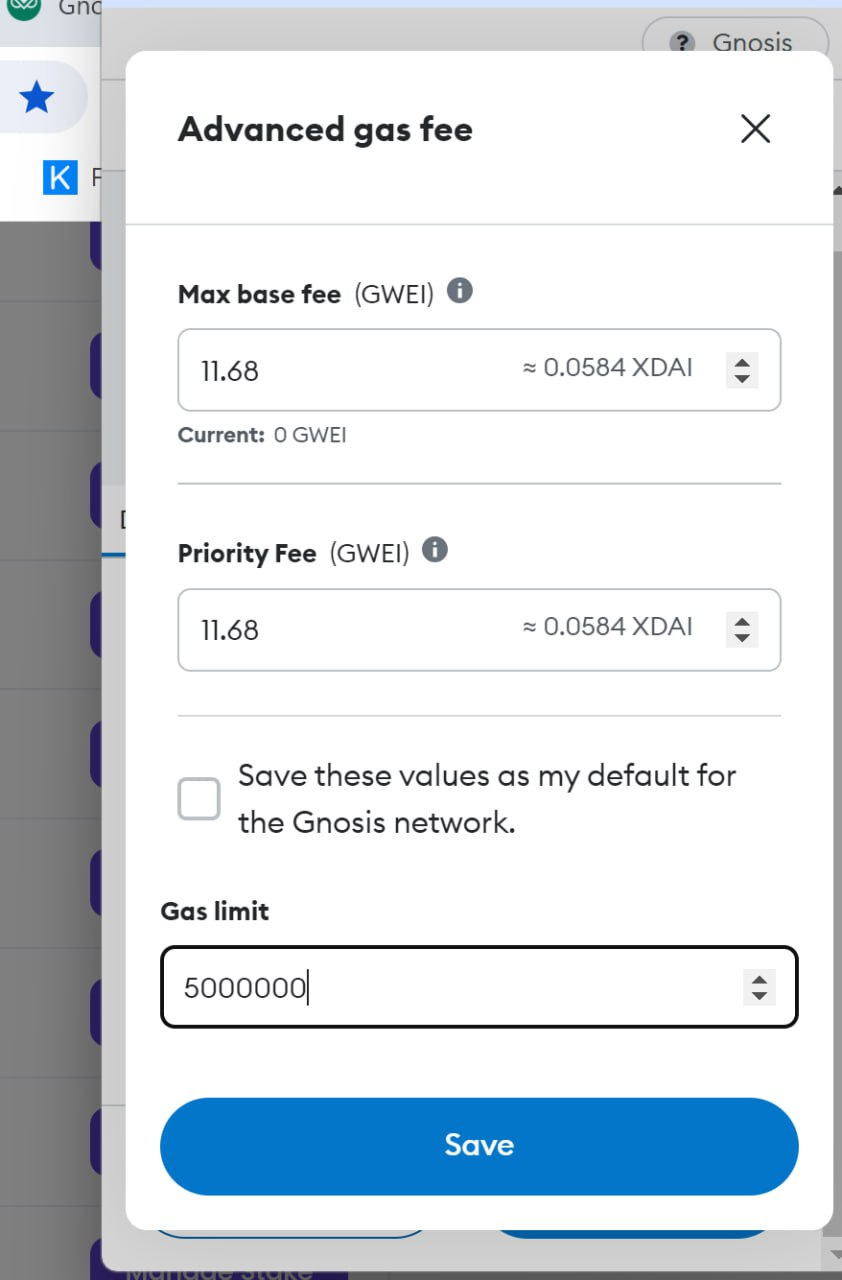 Gnosis
Advanced gas fee
Max base fee (GWEI)
11.68 ≈ 0.0584 XDAI
Current: 0 GWEI
Priority Fee (GWEI)
11.68 ≈ 0.0584 XDAI
Save these values as my default for
the Gnosis network.
Gas limit
5000000
Save
Manage Stake